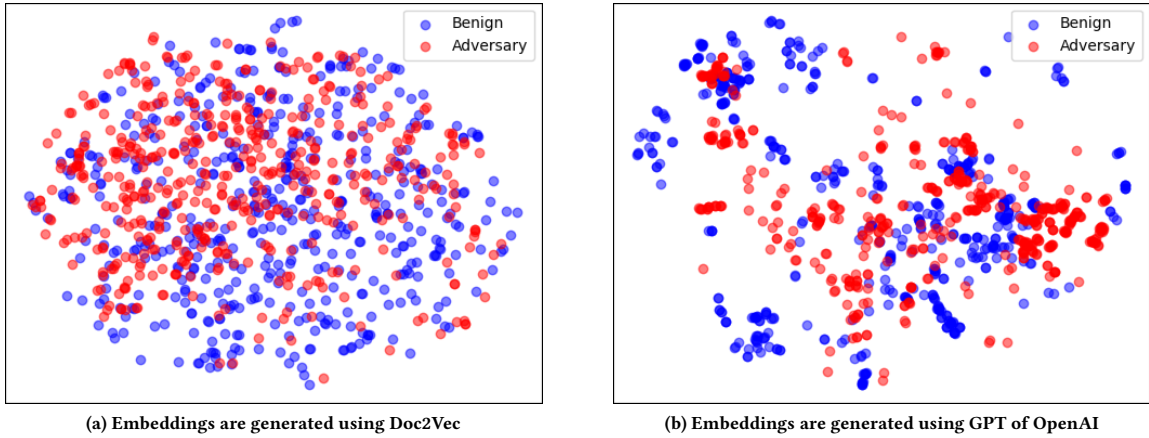 Benign
Adversary
(a) Embeddings are generated using Doc2Vec
Benign
Adversary
(b) Embeddings are generated using GPT of OpenAI